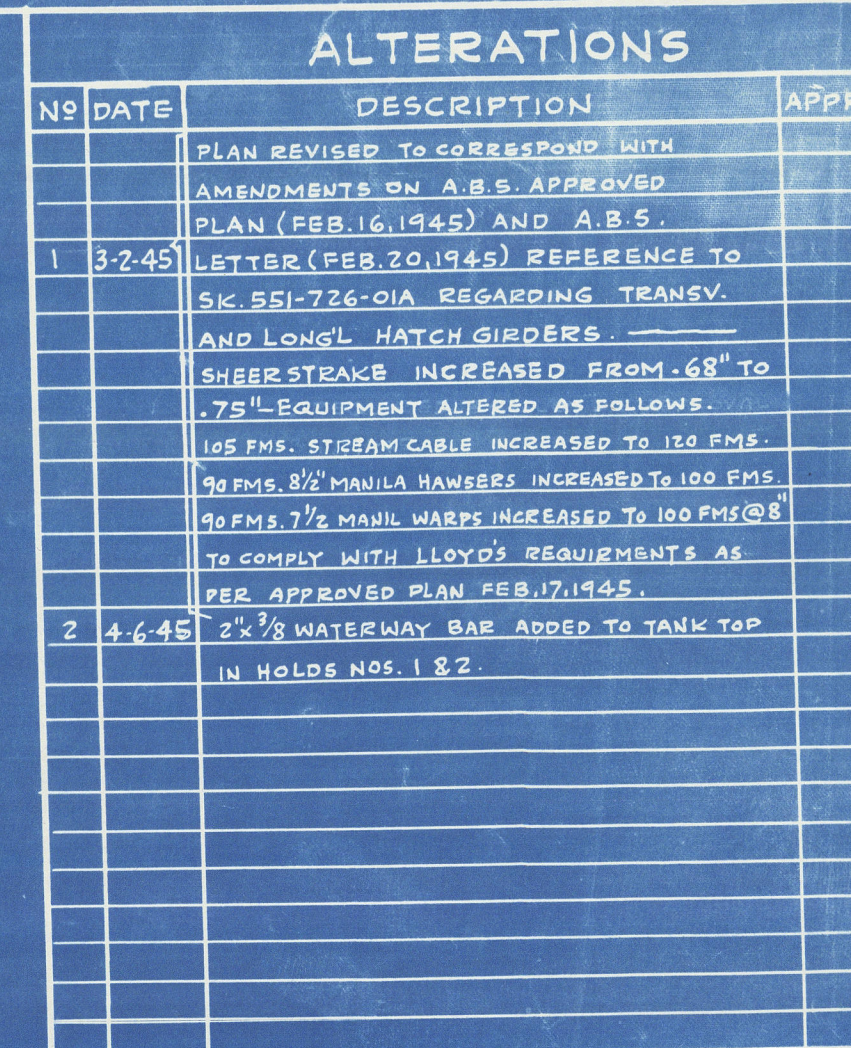 ALTERATIONS
Nº DATE DESCRIPTION
PLAN REVISED TO CORRESPOND WITH
AMENDMENTS ON A.B.S. APPROVED
PLAN (FEB.16,1945) AND A.B.S.
1 3-2-45 LETTER (FEB.20,1945) REFERENCE TO
SK.551-726-01A REGARDING TRANSV.
AND LONG'L HATCH GIRDERS.
SHEERSTRAKE INCREASED FROM .68" TO
.75"-EQUIPMENT ALTERED AS FOLLOWS.
105 FMS. STREAM CABLE INCREASED TO 120 FMS.
90 FMS. 8 1/2" MANILA HAWSERS INCREASED TO 100 FMS.
90 FMS. 7 1/2 MANIL WARPS INCREASED TO 100 FMS @ 8"
TO COMPLY WITH LLOYD'S REQUIRMENTS AS
PER APPROVED PLAN FEB.17.1945.
2 4-6-45 2"x 3/8 WATERWAY BAR ADDED TO TANK TOP
IN HOLDS NOS. 1 & 2.